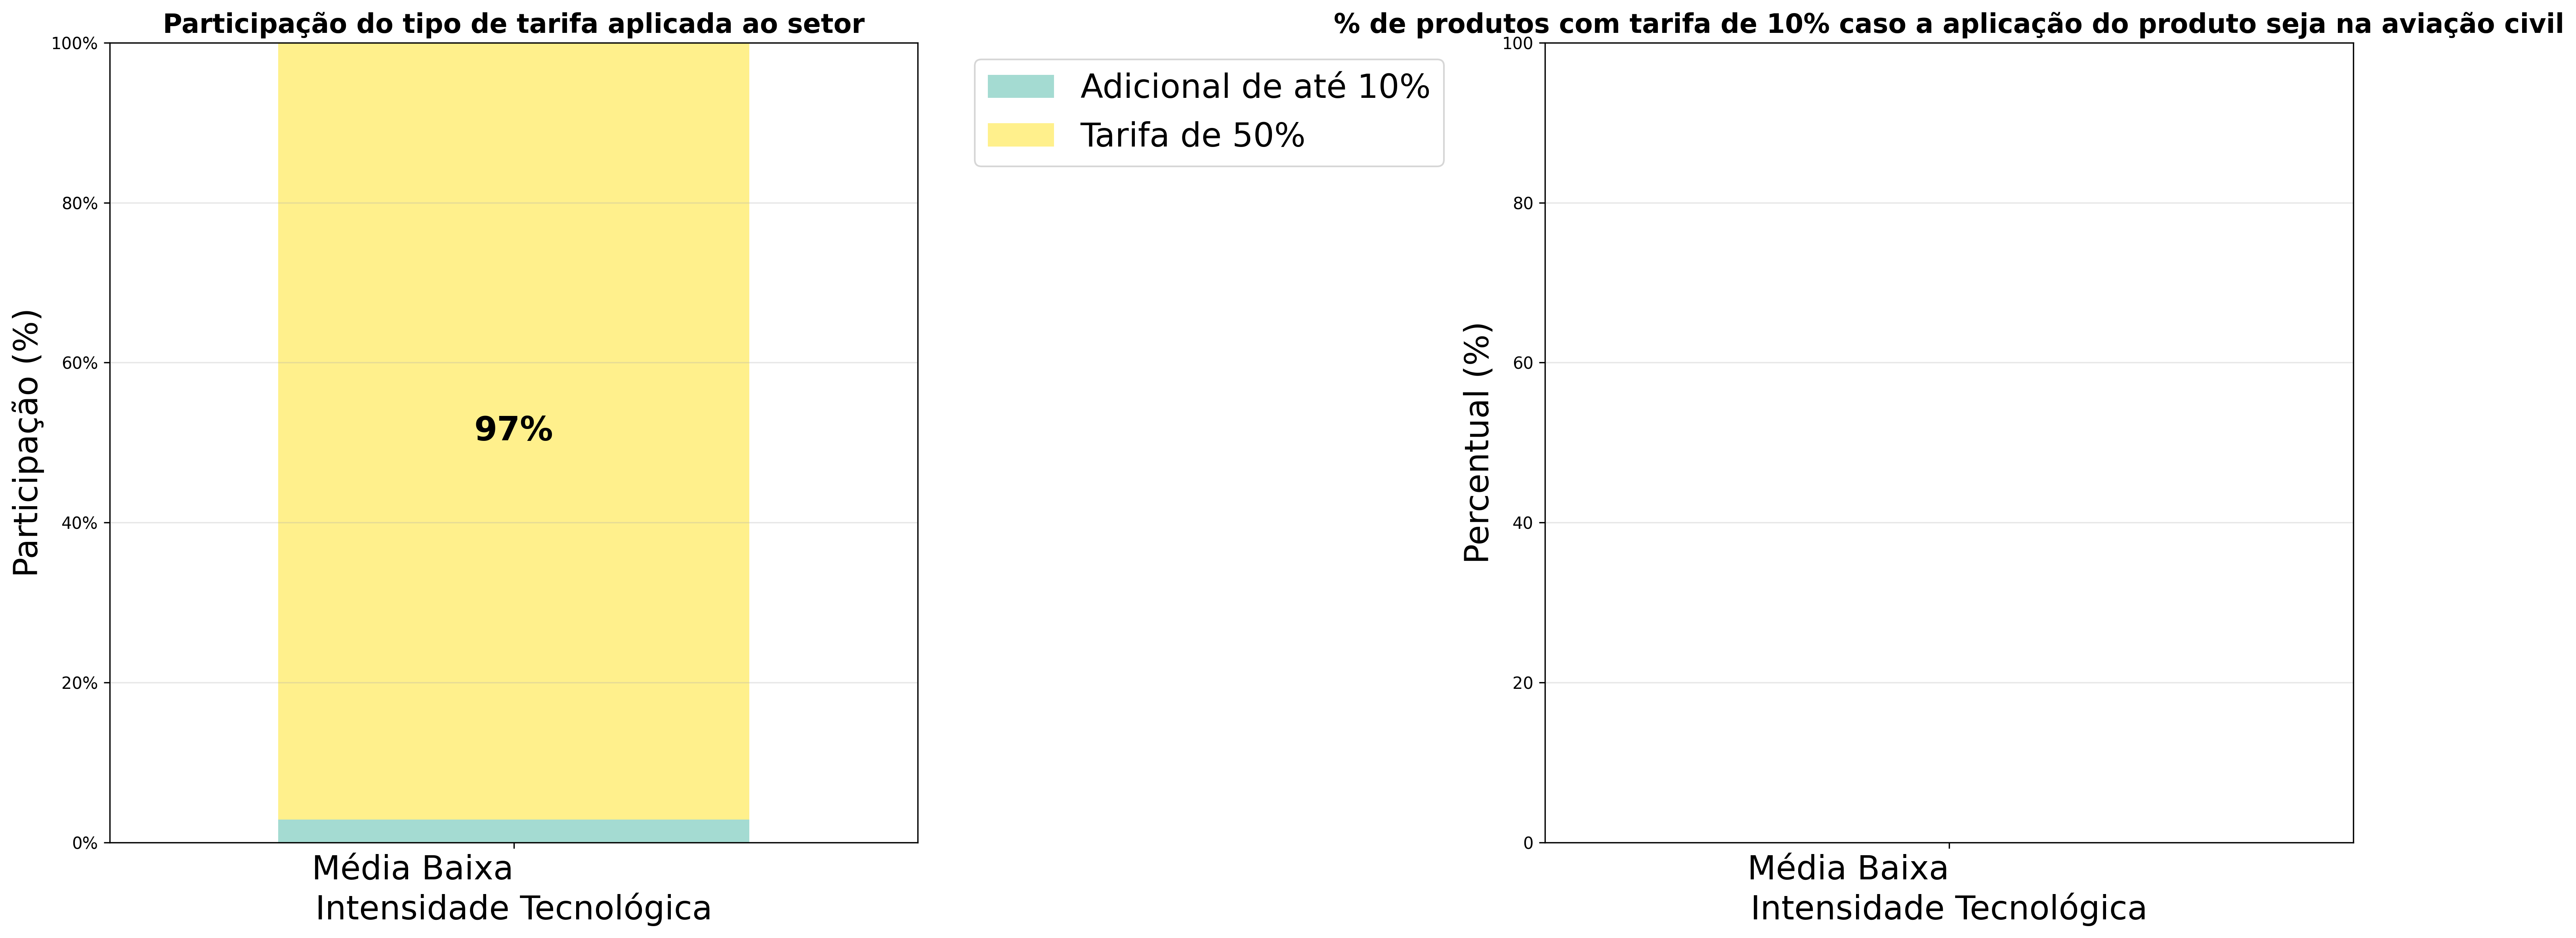 Participação do tipo de tarifa aplicada ao setor
100%
80%
60%
40%
20%
0%
Participação (%)
97%
Média Baixa
Intensidade Tecnológica
Adicional de até 10%
Tarifa de 50%
% de produtos com tarifa de 10% caso a aplicação do produto seja na aviação civil
100
80
60
40
20
0
Percentual (%)
Média Baixa
Intensidade Tecnológica